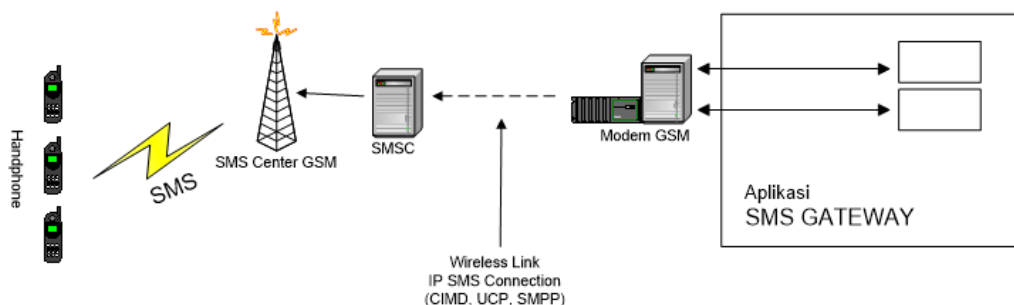 Handphone
SMS
SMS Center GSM
SMSC
Modem GSM
Aplikasi
SMS GATEWAY
Wireless Link
IP SMS Connection
(CIMD, UCP, SMPP)